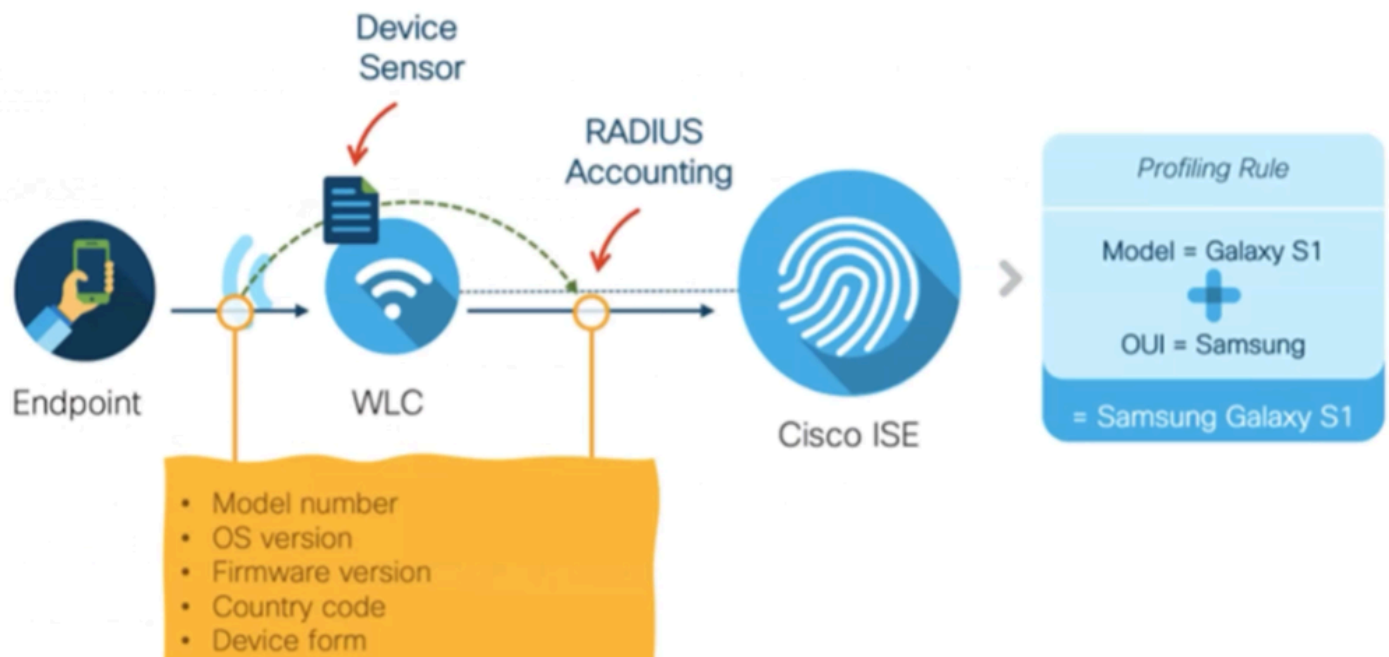 Device
Sensor
RADIUS
Accounting
Endpoint
WLC
Cisco ISE
Profiling Rule
Model = Galaxy S1
OUI = Samsung
= Samsung Galaxy S1
• Model number
• OS version
• Firmware version
• Country code
• Device form